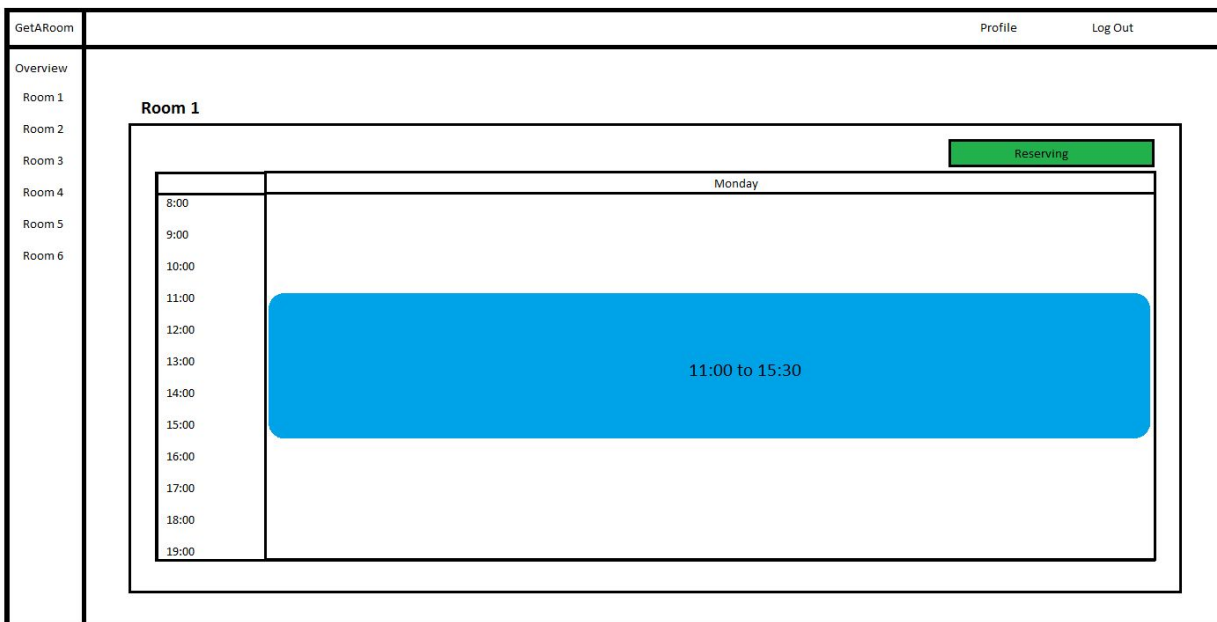 GetARoom
Profile
Log Out
Overview
Room 1
Room 2
Room 3
Room 4
Room 5
Room 6
Room 1
Reserving
Monday
8:00
9:00
10:00
11:00
12:00
13:00
14:00
15:00
16:00
17:00
18:00
19:00
11:00 to 15:30